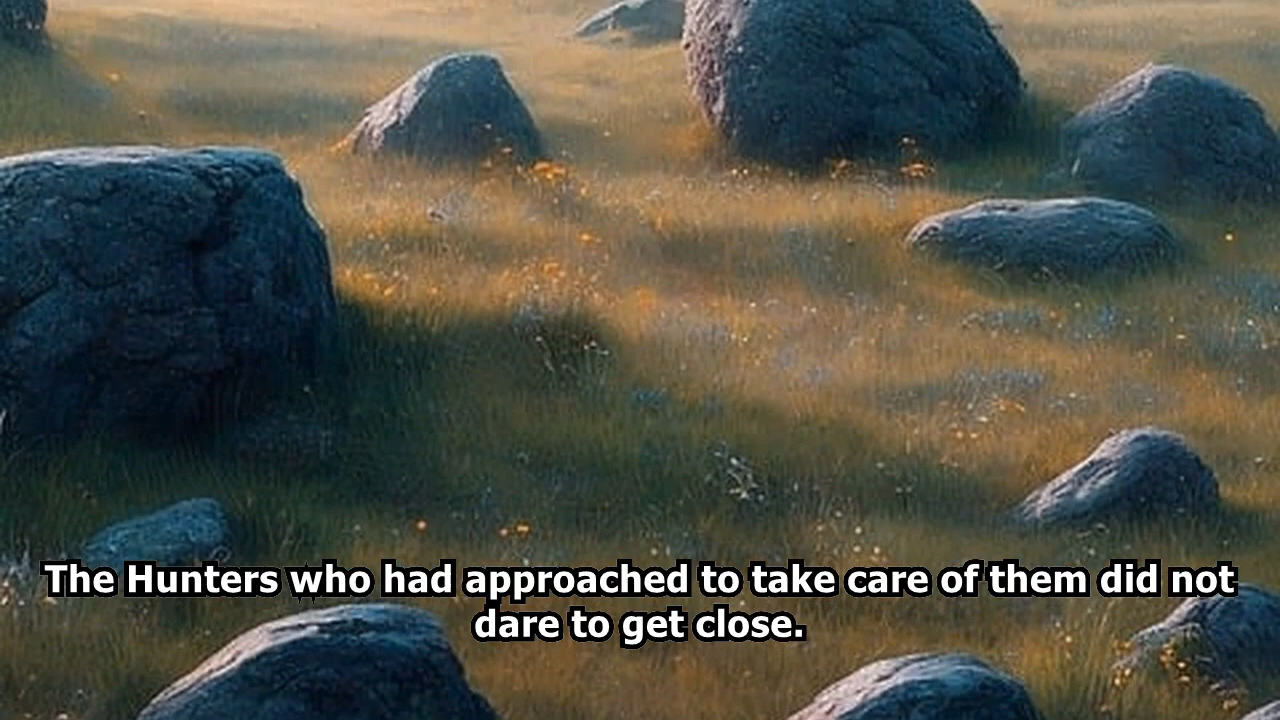 The Hunters who had approached to take care of them did not
dare to get close.